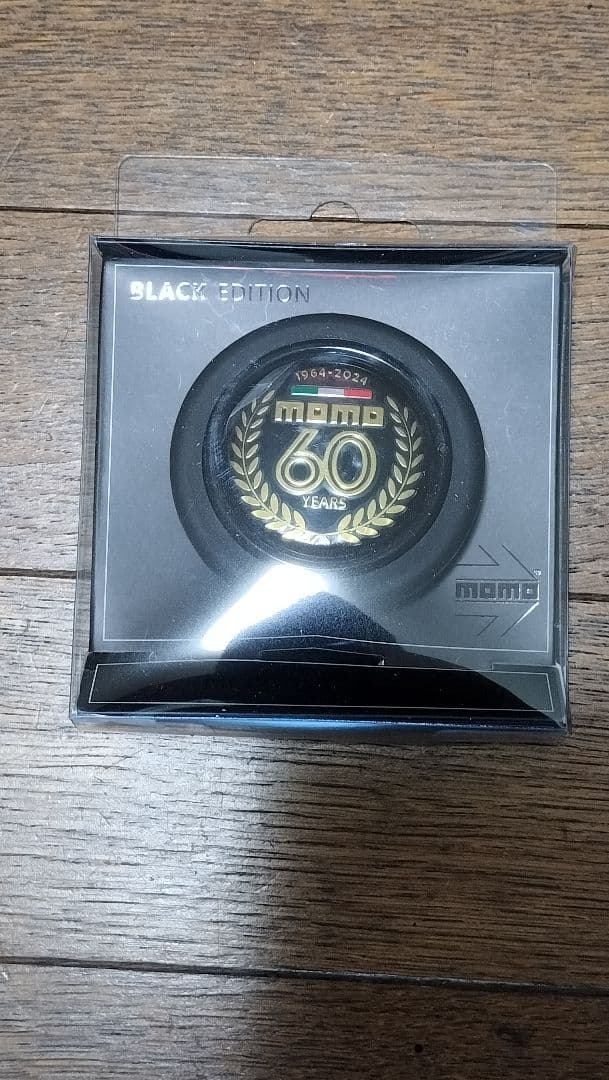 BLACK EDITION
1964-2024
momo
60
YEARS
momo